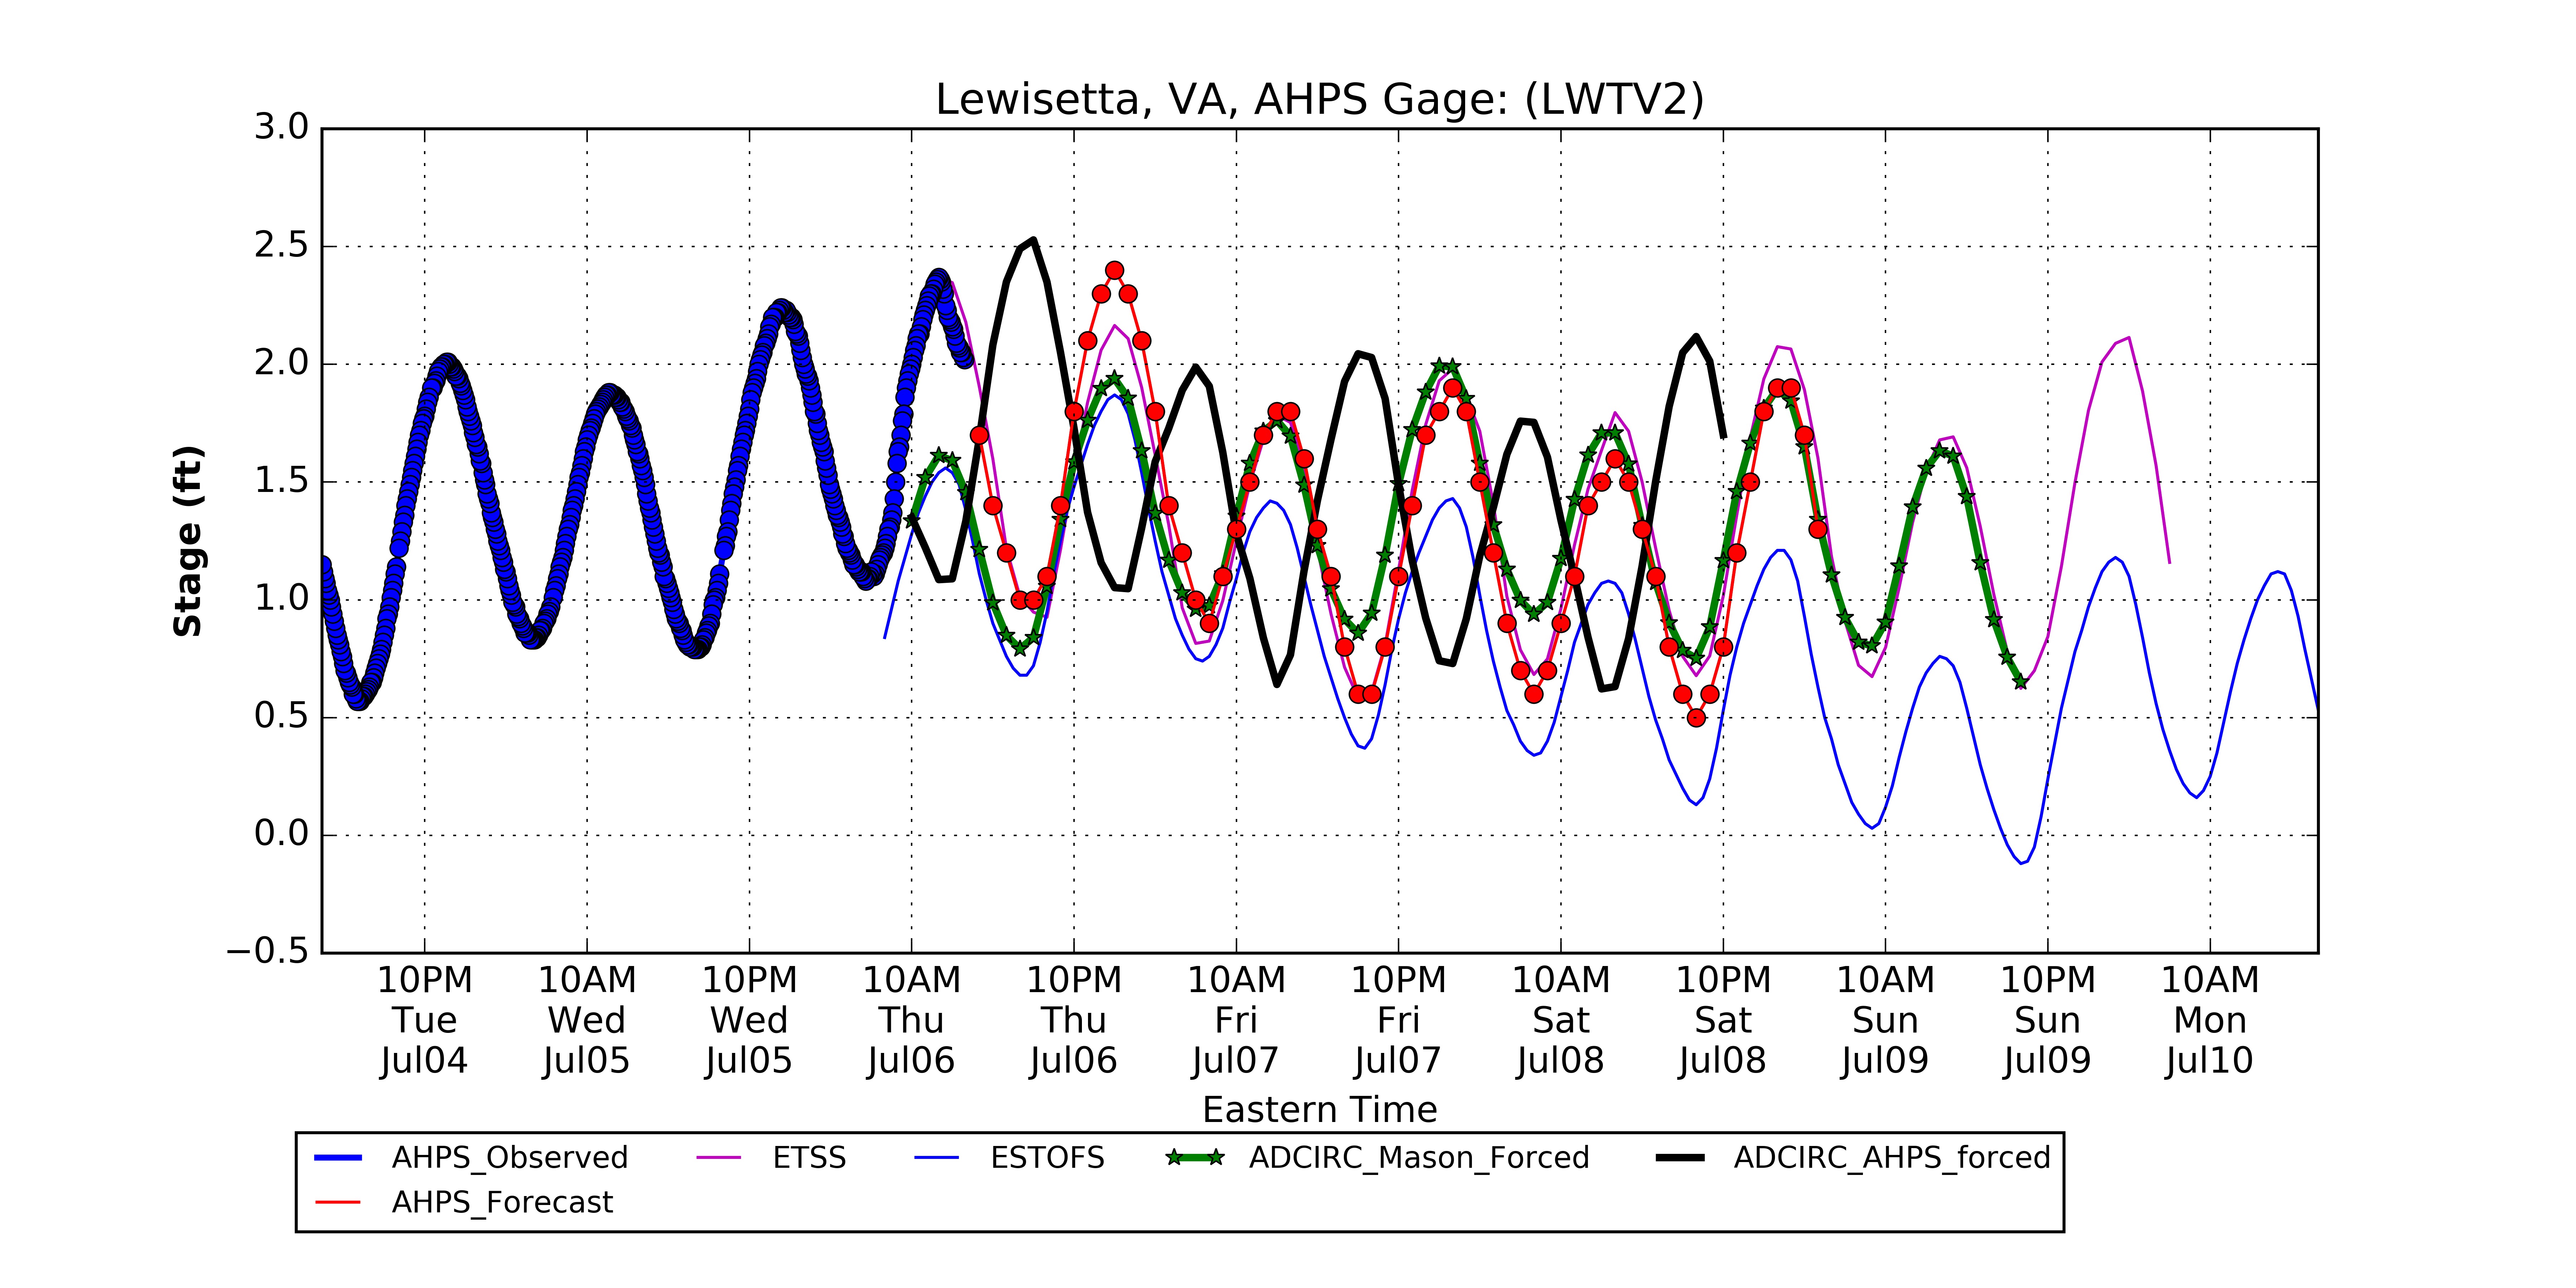 Lewisetta, VA, AHPS Gage: (LWTV2)
3.0
2.5
2.0
1.5
1.0
0.5
0.0
−0.5
Stage (ft)
10PM 10AM 10PM 10AM 10PM 10AM 10PM 10AM 10PM 10AM 10PM 10AM
Tue Wed Wed Thu Thu Fri Fri Sat Sat Sun Sun Mon
Jul04 Jul05 Jul05 Jul06 Jul06 Jul07 Jul07 Jul08 Jul08 Jul09 Jul09 Jul10
Eastern Time
AHPS_Observed ETSS ESTOFS ADCIRC_Mason_Forced ADCIRC_AHPS_forced
AHPS_Forecast